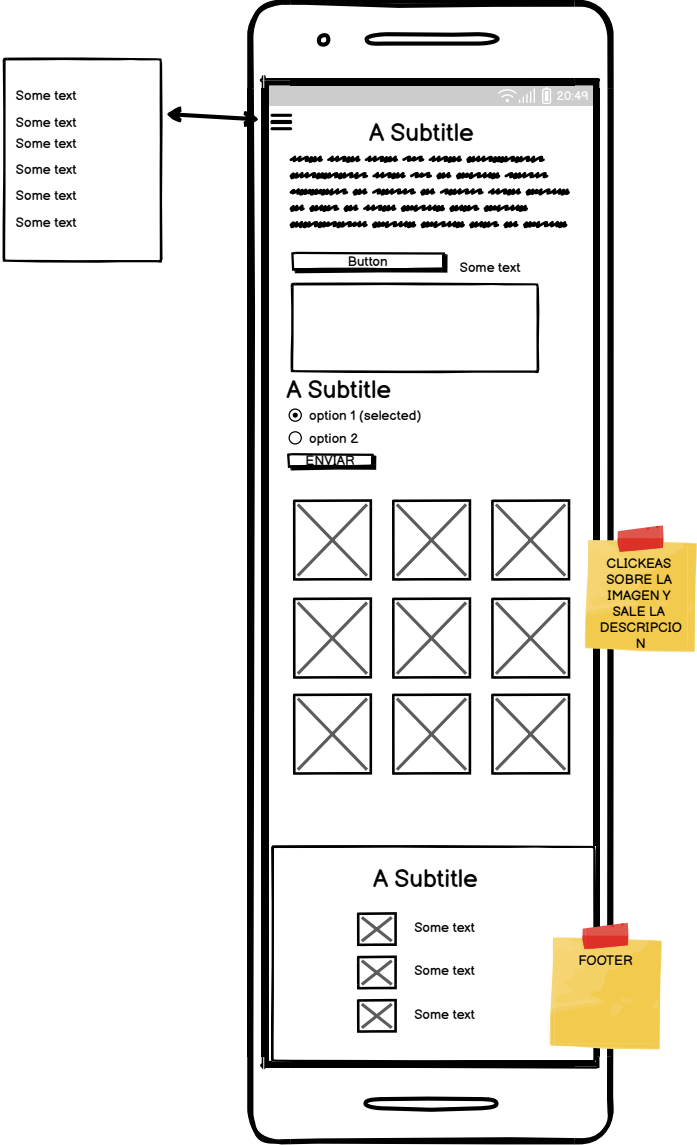 20:49
Some text
Some text
Some text
Some text
Some text
Some text
A Subtitle
Button
Some text
A Subtitle
option 1 (selected)
option 2
ENVIAR
CLICKEAS
SOBRE LA
IMAGEN Y
SALE LA
DESCRIPCIO
N
A Subtitle
Some text
Some text
Some text
FOOTER